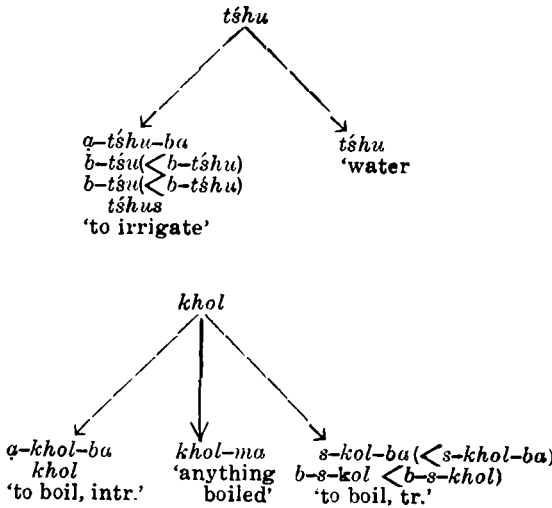 tśhu
ạ-tśhu-ba tśhu
b-tśu(<b-tśhu) 'water
b-tśu(<b-tśhu)
tśhus
'to irrigate'
khol
ạ-khol-ba khol-ma s-kol-ba(<s-khol-ba)
khol 'anything b-s-kol <b-s-khol)
'to boil, intr.' boiled' 'to boil, tr.'